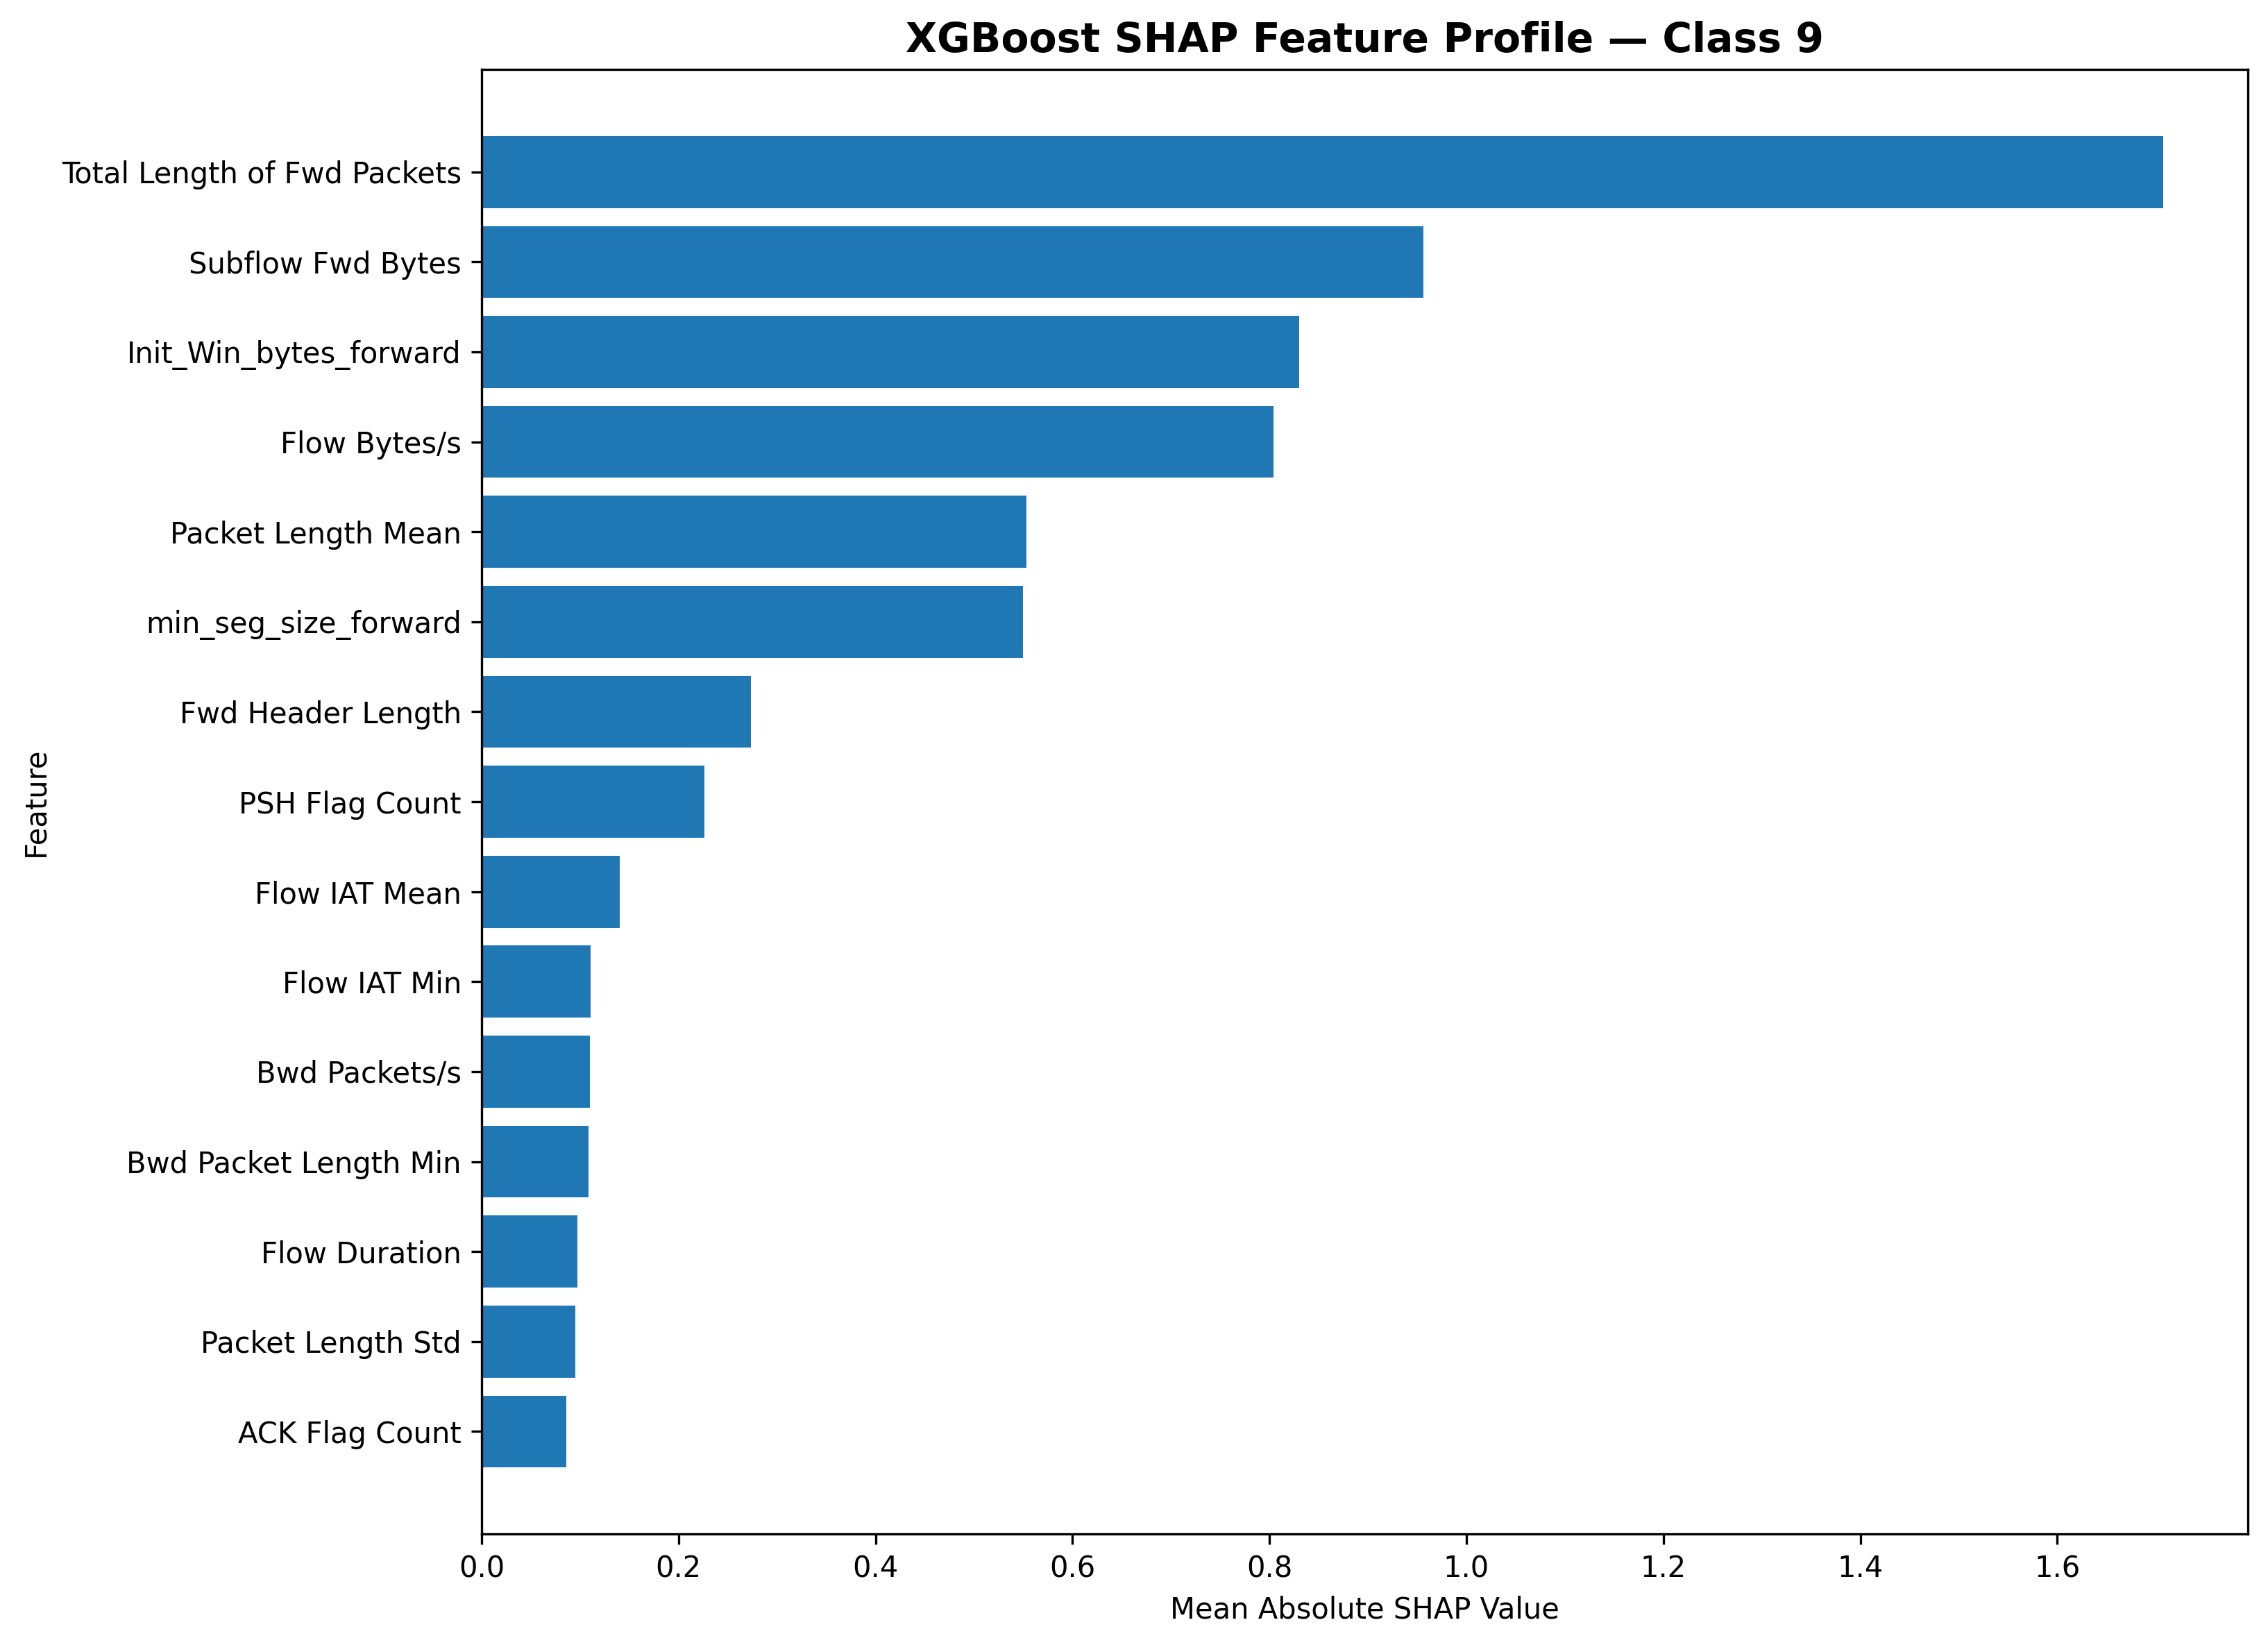 XGBoost SHAP Feature Profile — Class 9
Total Length of Fwd Packets
Subflow Fwd Bytes
Init_Win_bytes_forward
Flow Bytes/s
Packet Length Mean
min_seg_size_forward
Fwd Header Length
PSH Flag Count
Flow IAT Mean
Flow IAT Min
Bwd Packets/s
Bwd Packet Length Min
Flow Duration
Packet Length Std
ACK Flag Count
Feature
0.0 0.2 0.4 0.6 0.8 1.0 1.2 1.4 1.6
Mean Absolute SHAP Value